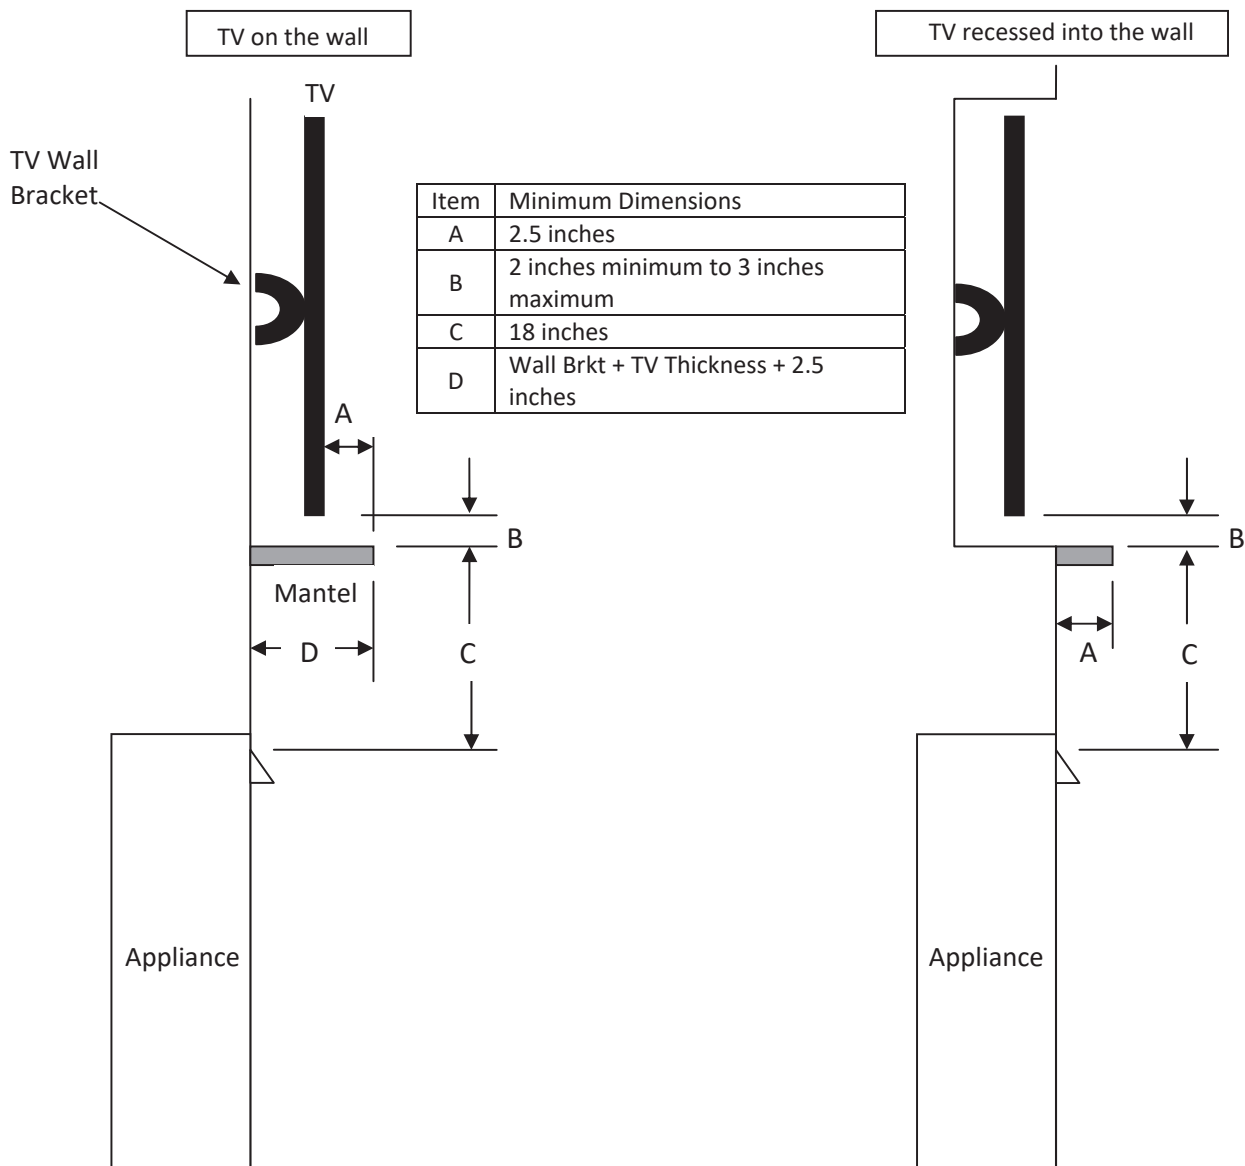 TV on the wall
TV recessed into the wall
TV
TV Wall
Bracket
Item Minimum Dimensions
A 2.5 inches
B 2 inches minimum to 3 inches
maximum
C 18 inches
D Wall Brkt + TV Thickness + 2.5
inches
A
B
Mantel
D
C
Appliance
B
A
C
Appliance